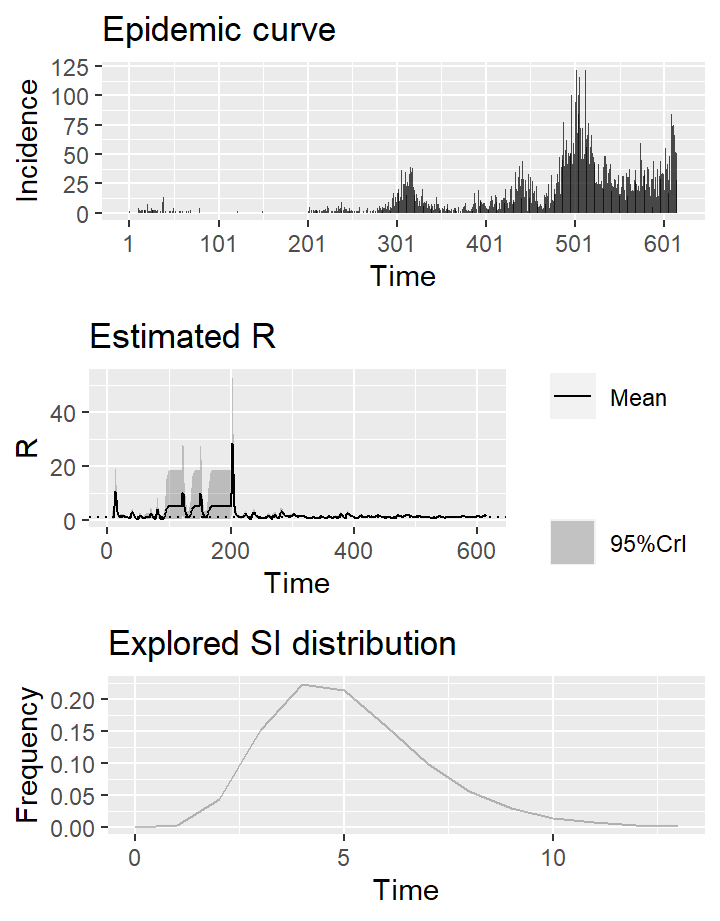 Epidemic curve
125
100
75
50
25
0
Incidence
1 101 201 301 401 501 601
Time
Estimated R
40
20
0
R
0 200 400 600
Time
Mean
95%CrI
Explored SI distribution
0.20
0.15
0.10
0.05
0.00
Frequency
0 5 10
Time